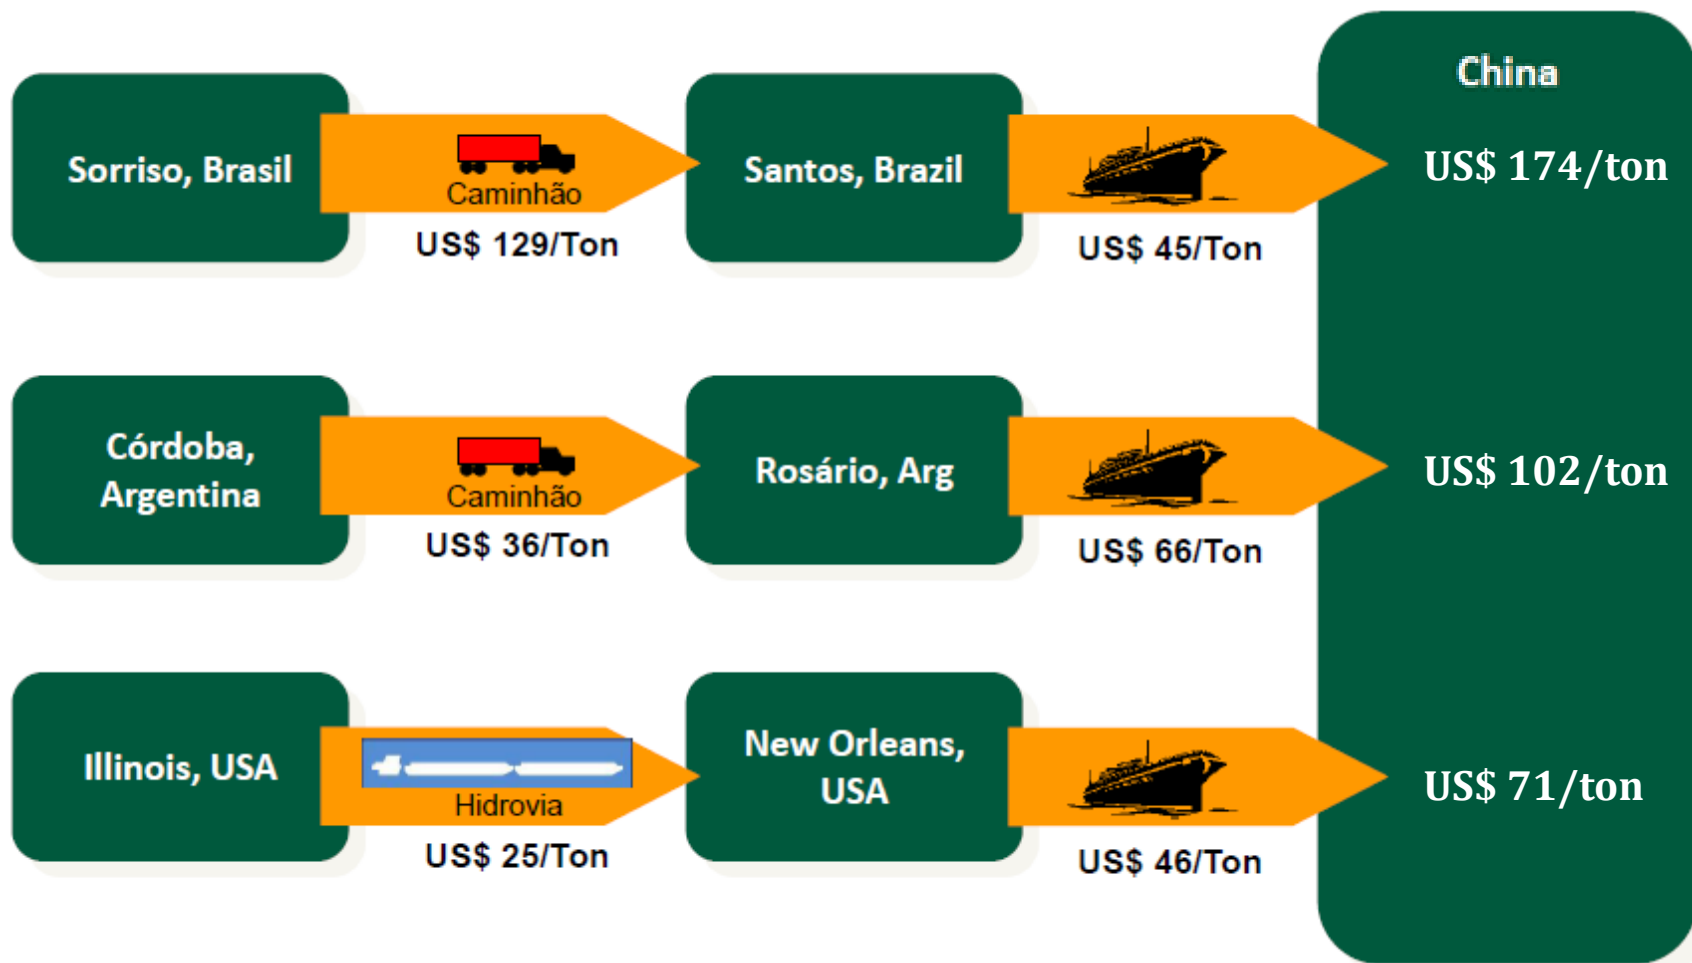 China
Sorriso, Brasil
Caminhão
US$ 129/Ton
Santos, Brazil
US$ 45/Ton
US$ 174/ton
Córdoba,
Argentina
Caminhão
US$ 36/Ton
Rosário, Arg
US$ 66/Ton
US$ 102/ton
Illinois, USA
Hidrovia
US$ 25/Ton
New Orleans,
USA
US$ 46/Ton
US$ 71/ton